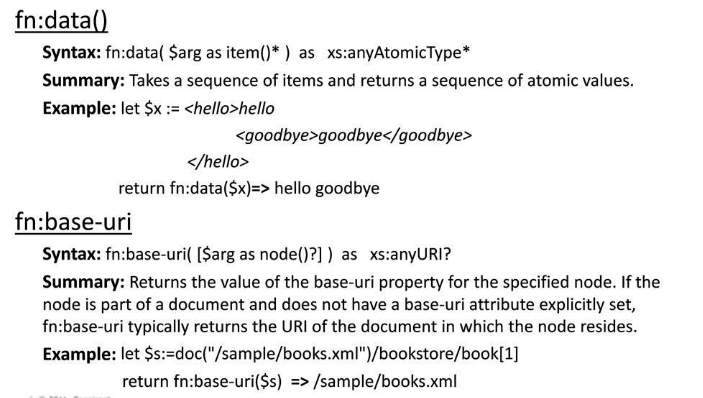 fn:data()
Syntax: fn:data( $arg as item()* ) as xs:anyAtomicType*
Summary: Takes a sequence of items and returns a sequence of atomic values.
Example: let $x := <hello>hello
<goodbye>goodbye</goodbye>
</hello>
return fn:data($x)=> hello goodbye
fn:base-uri
Syntax: fn:base-uri( [$arg as node()?] ) as xs:anyURI?
Summary: Returns the value of the base-uri property for the specified node. If the
node is part of a document and does not have a base-uri attribute explicitly set,
fn:base-uri typically returns the URI of the document in which the node resides.
Example: let $s:=doc("/sample/books.xml")/bookstore/book[1]
return fn:base-uri($s) => /sample/books.xml